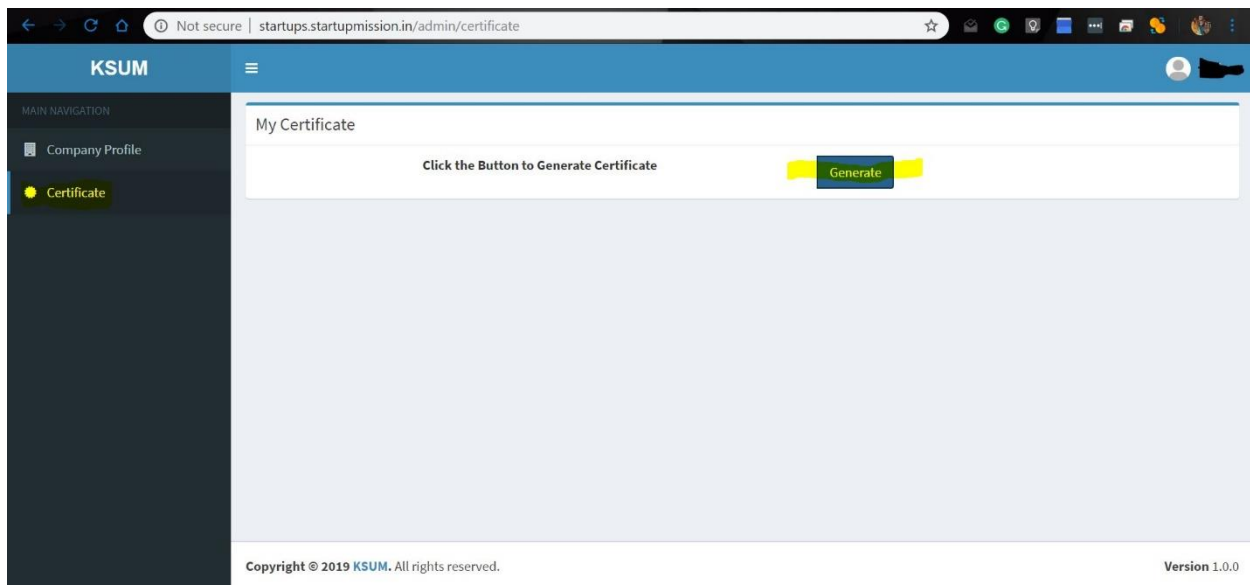 Not secure | startups.startupmission.in/admin/certificate
KSUM
MAIN NAVIGATION
Company Profile
Certificate
My Certificate
Click the Button to Generate Certificate
Generate
Copyright © 2019 KSUM. All rights reserved.
Version 1.0.0